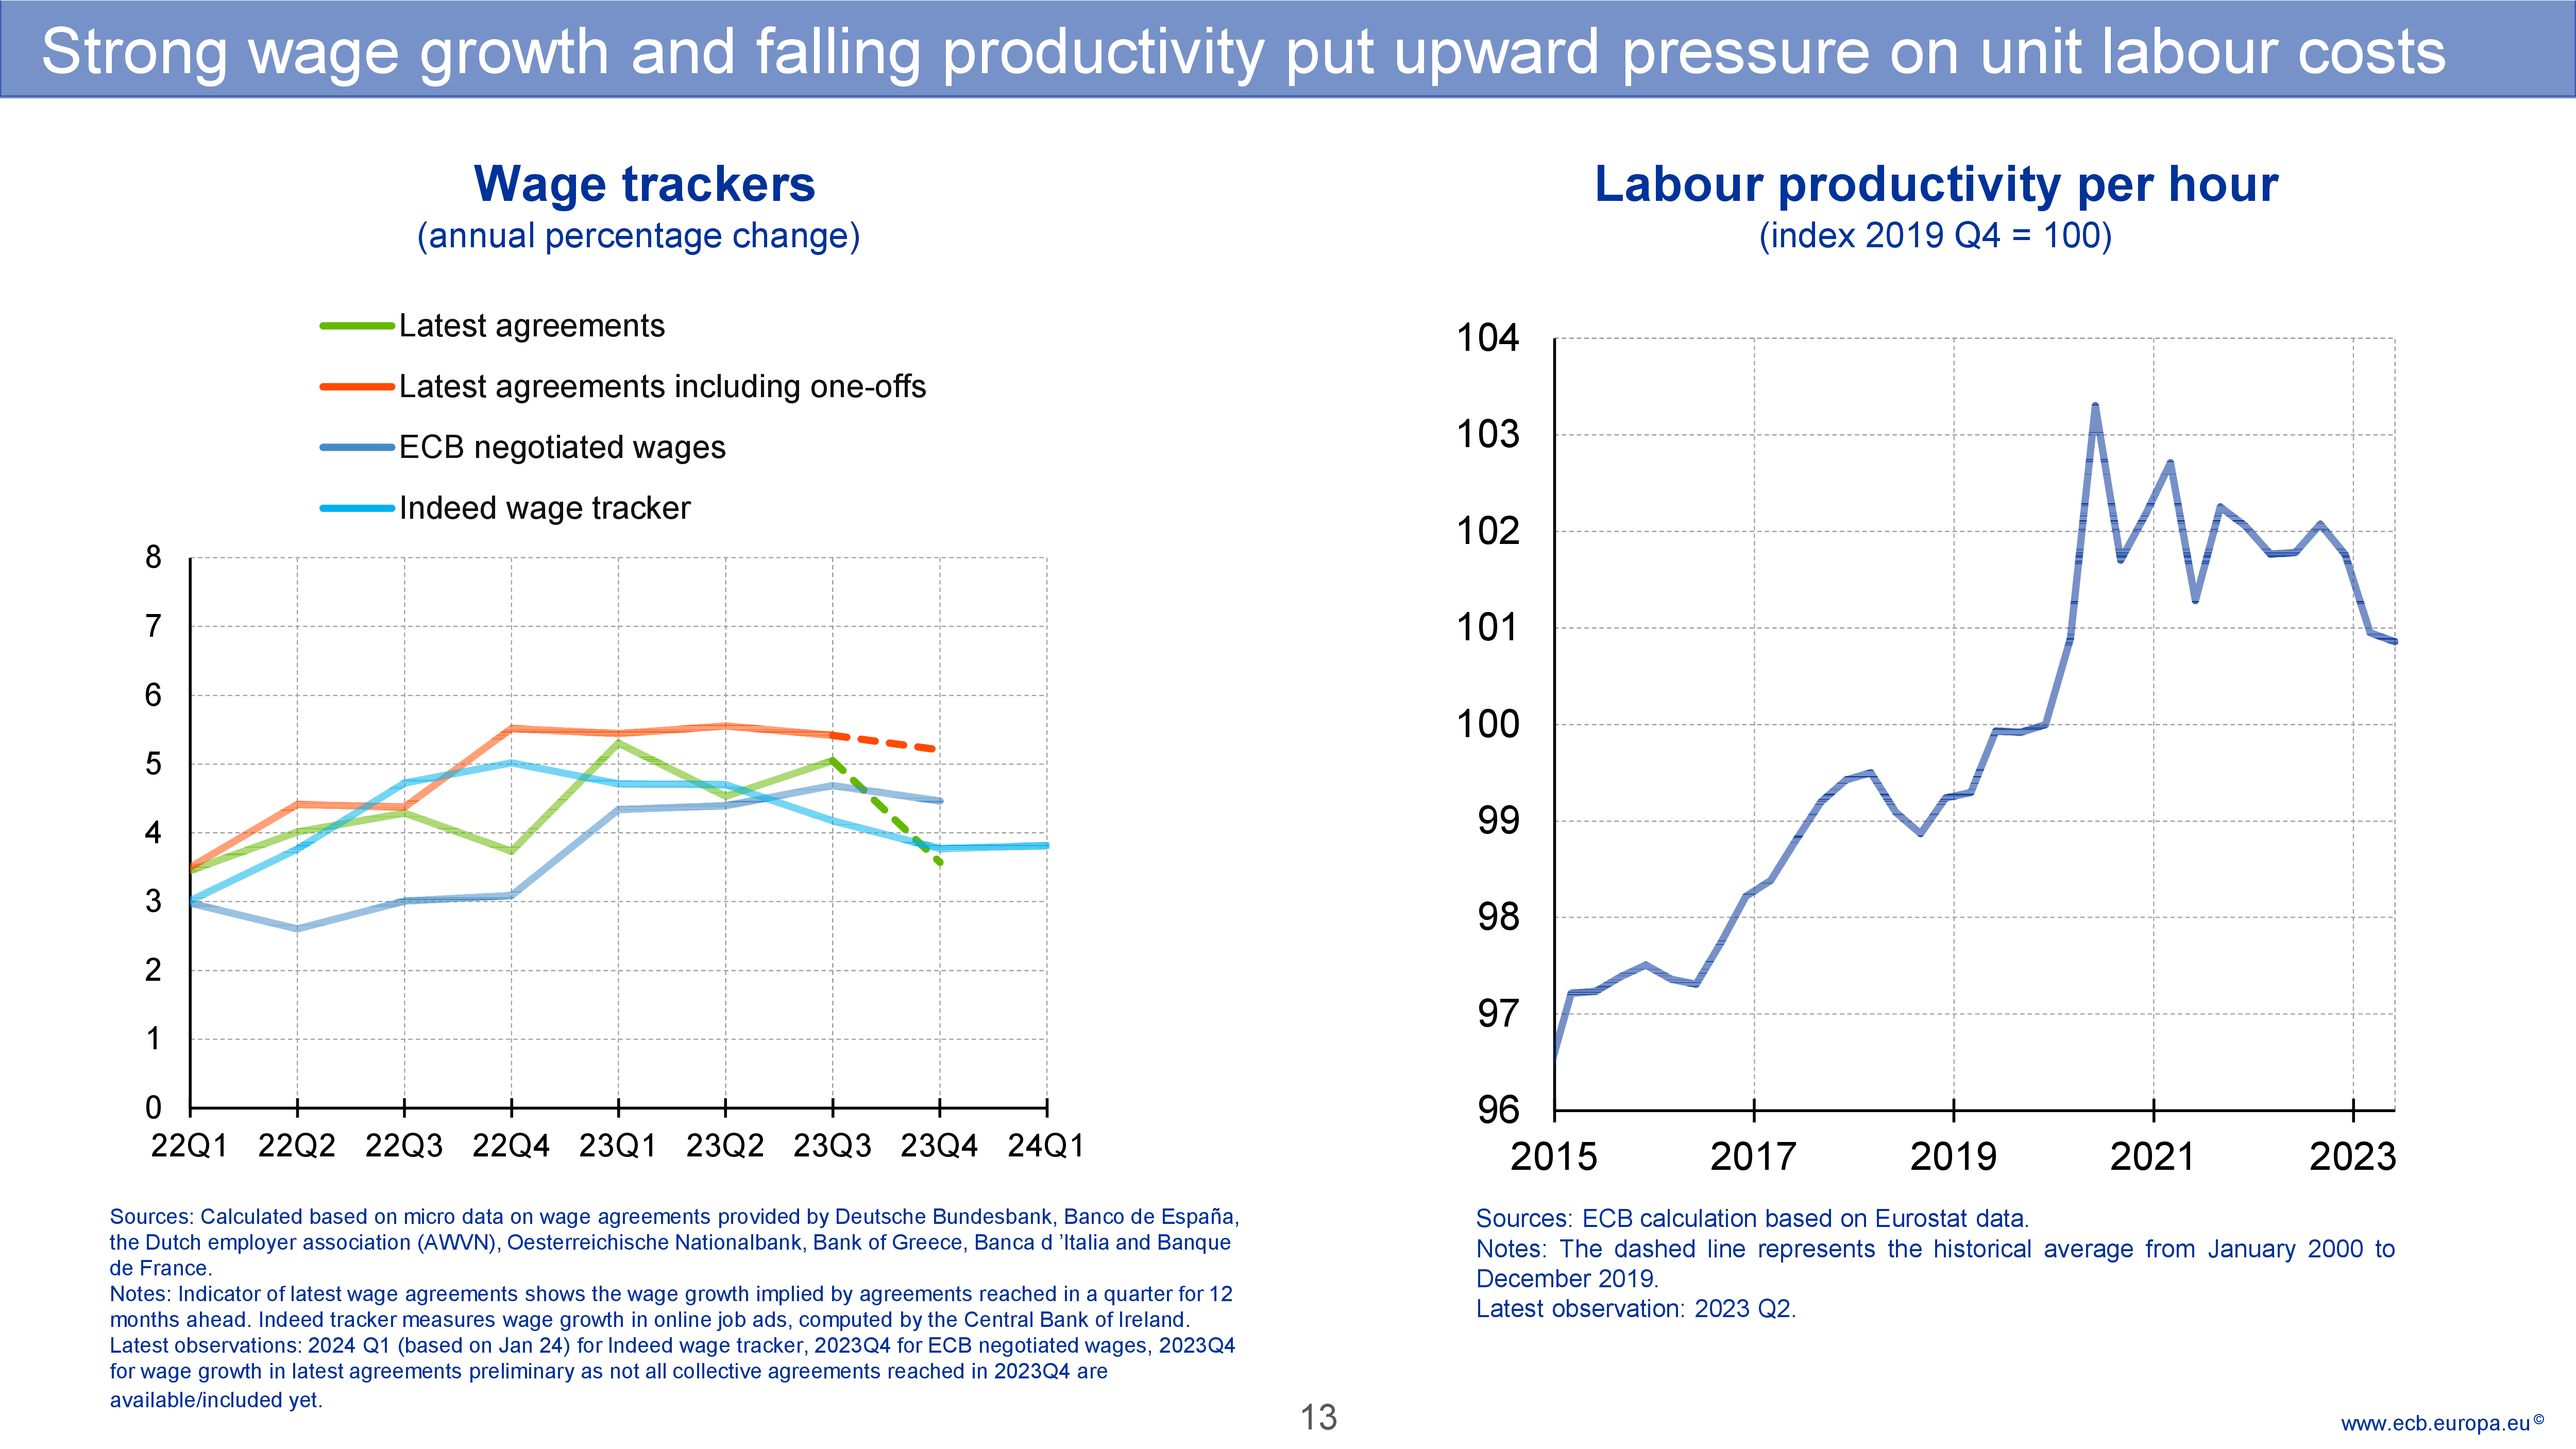 Strong wage growth and falling productivity put upward pressure on unit labour costs
Wage trackers
(annual percentage change)
Latest agreements
Latest agreements including one-offs
ECB negotiated wages
Indeed wage tracker
8
7
6
5
4
3
2
1
0
22Q1 22Q2 22Q3 22Q4 23Q1 23Q2 23Q3 23Q4 24Q1
Sources: Calculated based on micro data on wage agreements provided by Deutsche Bundesbank, Banco de España,
the Dutch employer association (AWVN), Oesterreichische Nationalbank, Bank of Greece, Banca d ’Italia and Banque
de France.
Notes: Indicator of latest wage agreements shows the wage growth implied by agreements reached in a quarter for 12
months ahead. Indeed tracker measures wage growth in online job ads, computed by the Central Bank of Ireland.
Latest observations: 2024 Q1 (based on Jan 24) for Indeed wage tracker, 2023Q4 for ECB negotiated wages, 2023Q4
for wage growth in latest agreements preliminary as not all collective agreements reached in 2023Q4 are
available/included yet.
Labour productivity per hour
(index 2019 Q4 = 100)
104
103
102
101
100
99
98
97
96
2015 2017 2019 2021 2023
Sources: ECB calculation based on Eurostat data.
Notes: The dashed line represents the historical average from January 2000 to
December 2019.
Latest observation: 2023 Q2.
13
www.ecb.europa.eu ©